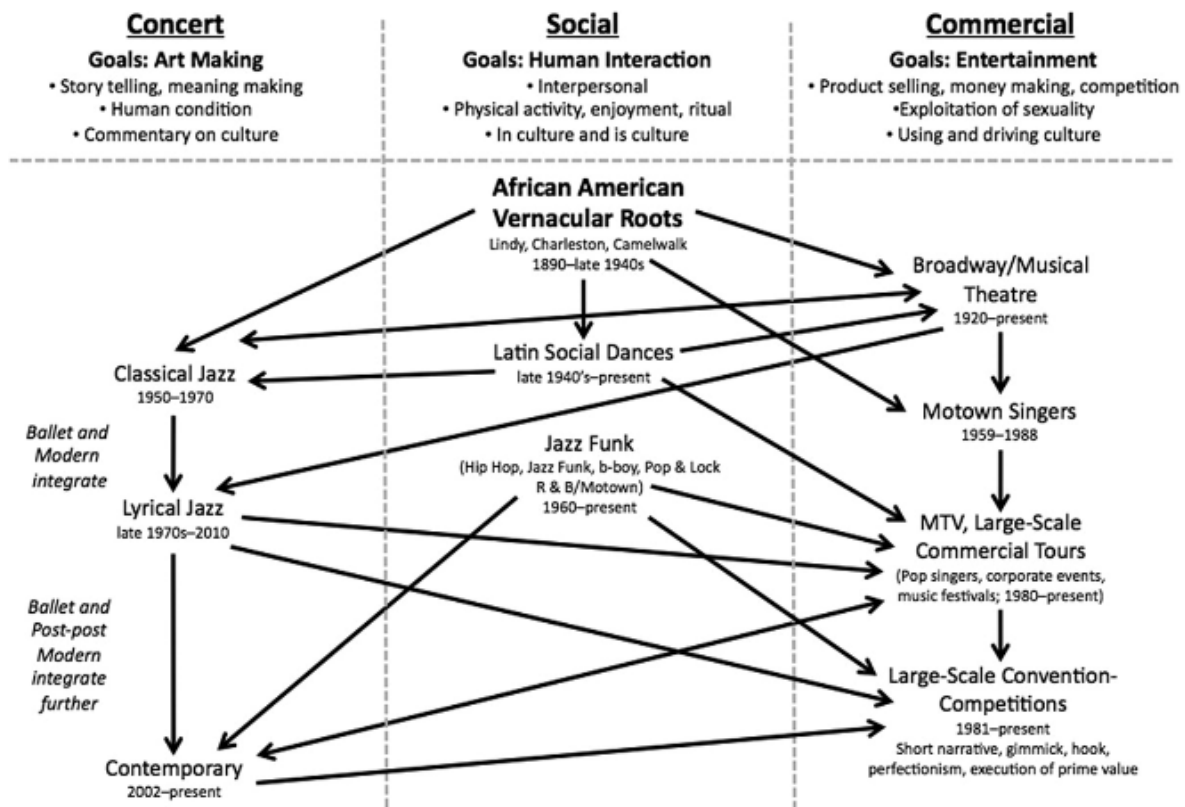 Concert
Goals: Art Making
• Story telling, meaning making
• Human condition
• Commentary on culture
Social
Goals: Human Interaction
• Interpersonal
• Physical activity, enjoyment, ritual
• In culture and is culture
Commercial
Goals: Entertainment
• Product selling, money making, competition
•Exploitation of sexuality
• Using and driving culture
African American
Vernacular Roots
Lindy, Charleston, Camelwalk
1890–late 1940s
Broadway/Musical
Theatre
1920–present
Latin Social Dances
late 1940's–present
Classical Jazz
1950–1970
Motown Singers
1959–1988
Ballet and
Modern
integrate
Jazz Funk
(Hip Hop, Jazz Funk, b-boy, Pop & Lock
R & B/Motown)
1960–present
Lyrical Jazz
late 1970s–2010
MTV, Large-Scale
Commercial Tours
(Pop singers, corporate events,
music festivals; 1980–present)
Ballet and
Post-post
Modern
integrate
further
Large-Scale Convention-
Competitions
1981–present
Short narrative, gimmick, hook,
perfectionism, execution of prime value
Contemporary
2002–present